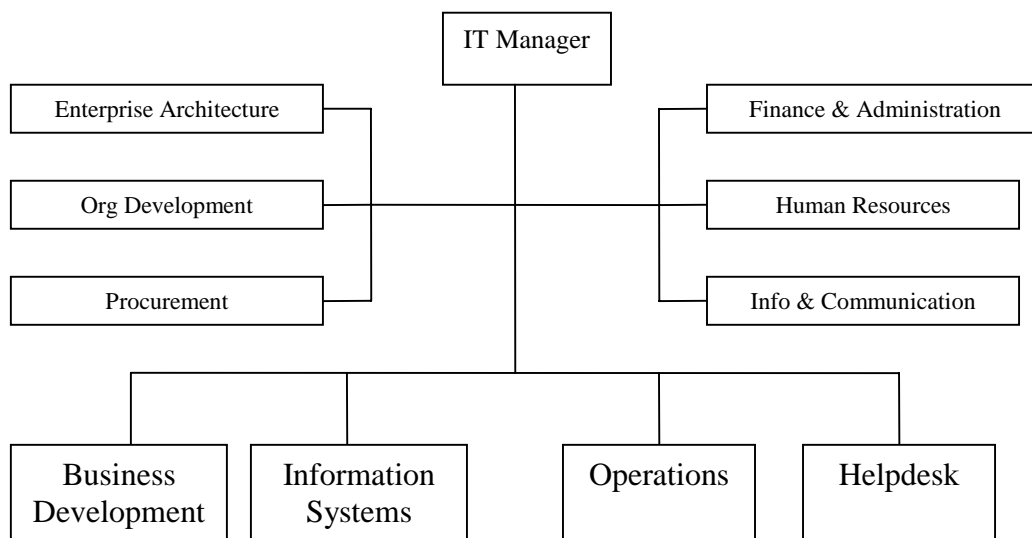 IT Manager
Enterprise Architecture
Finance & Administration
Org Development
Human Resources
Procurement
Info & Communication
Business
Development
Information
Systems
Operations
Helpdesk